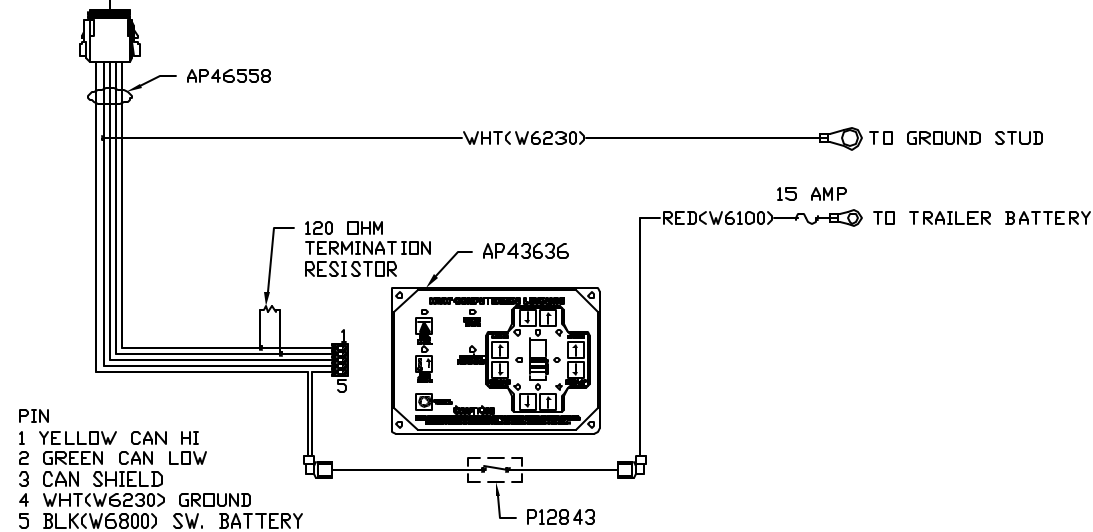 AP46558
WHT(W6230)
TO GROUND STUD
15 AMP
RED(W6100)
TO TRAILER BATTERY
120 OHM
TERMINATION
RESISTOR
AP43636
1
5
PIN
1 YELLOW CAN HI
2 GREEN CAN LOW
3 CAN SHIELD
4 WHT(W6230) GROUND
5 BLK(W6800) SW. BATTERY
P12843